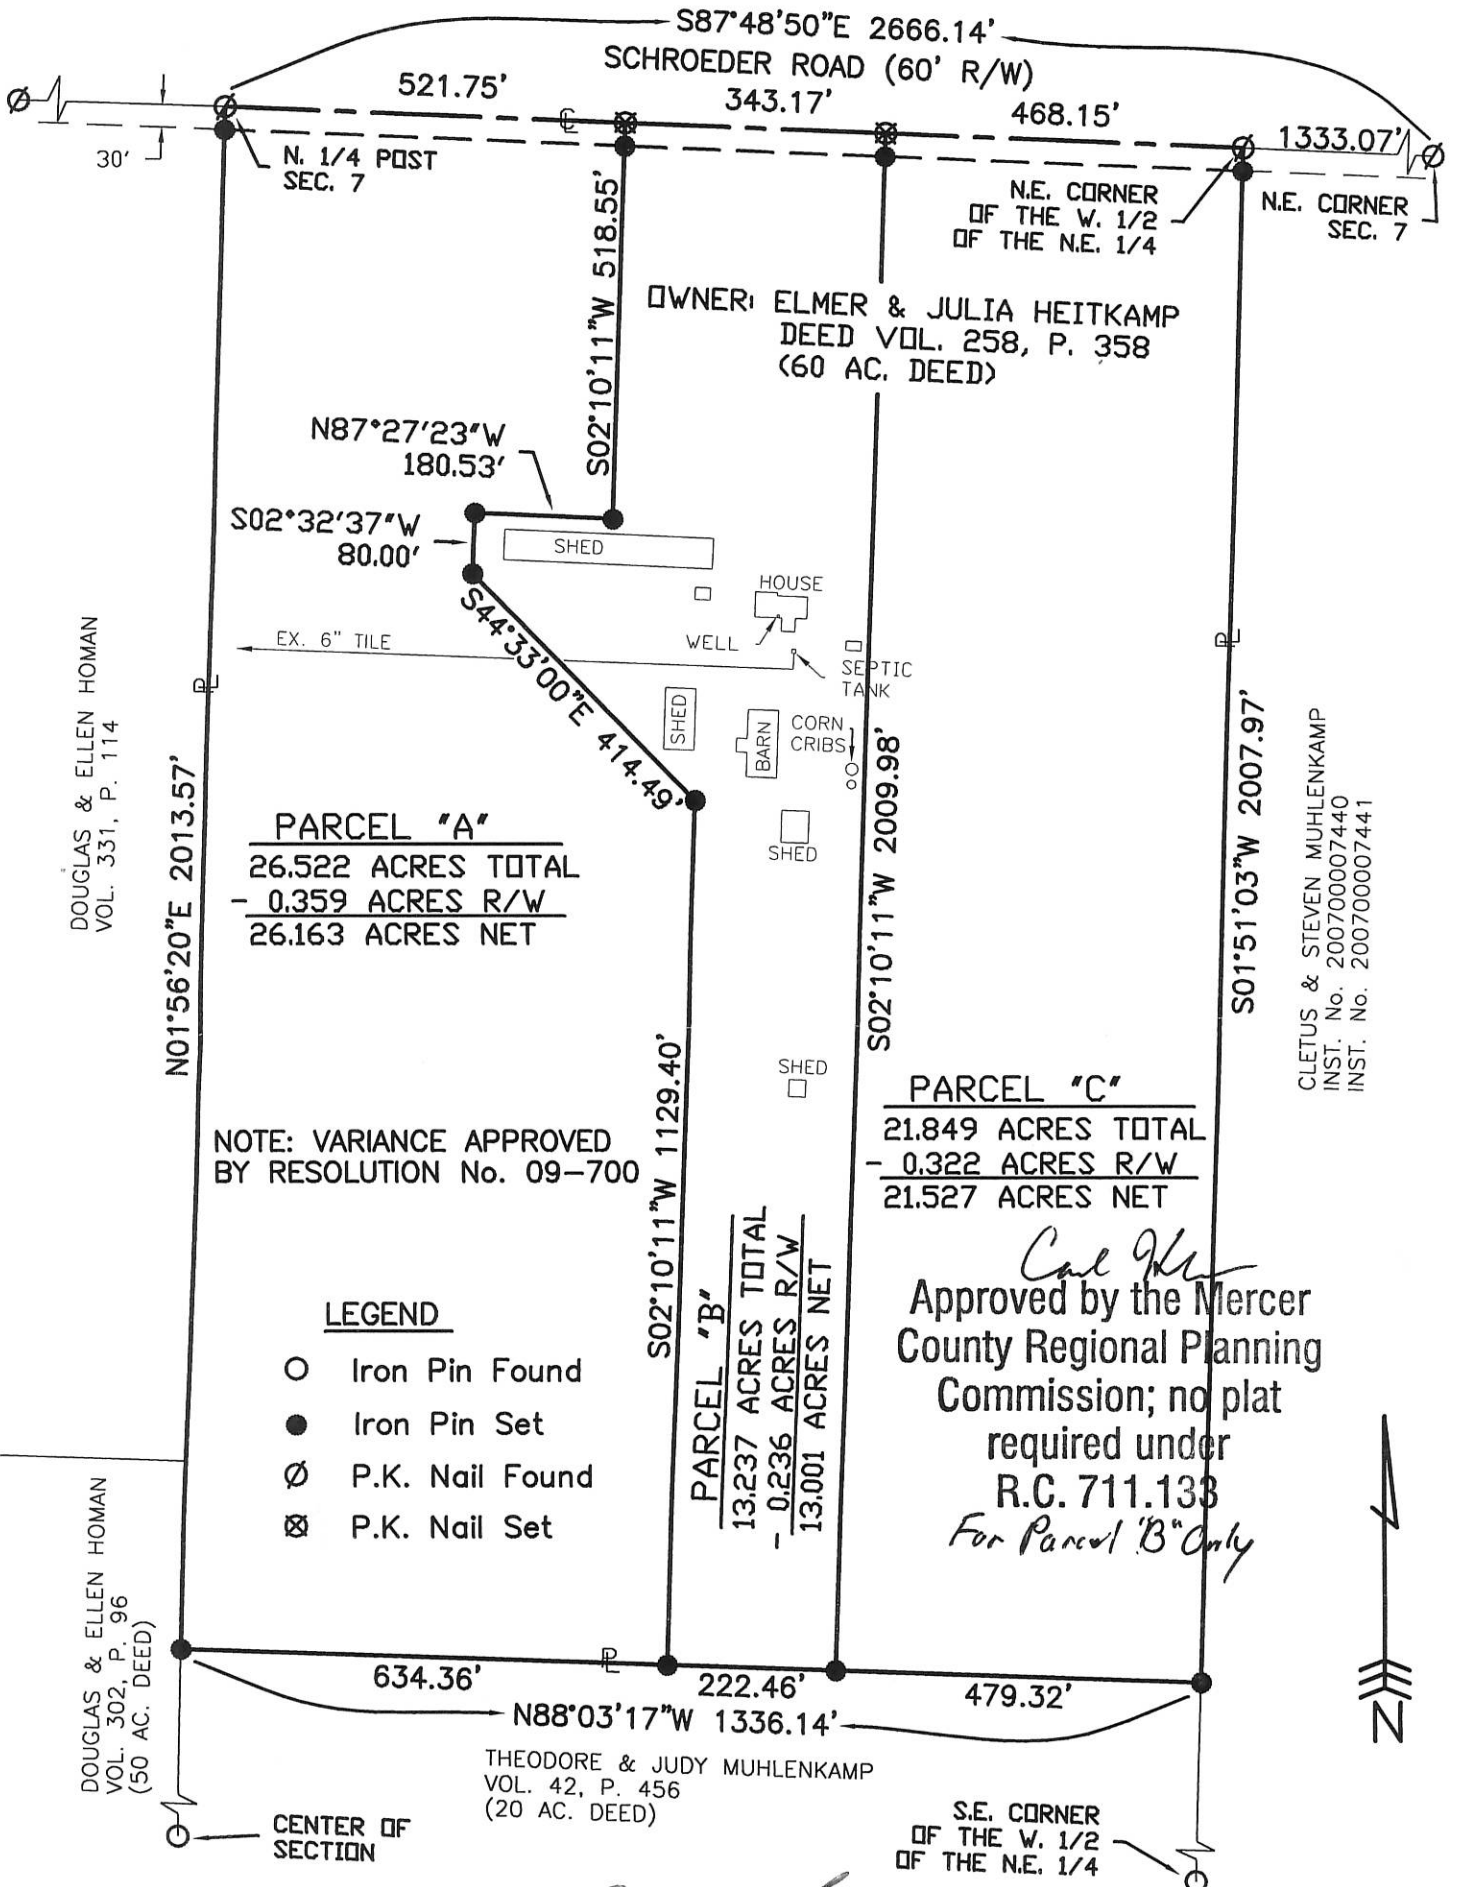 S87°48'50"E 2666.14'
SCHROEDER ROAD (60' R/W)
521.75'
343.17'
468.15'
1333.07'
30'
N. 1/4 POST
SEC. 7
N.E. CORNER
OF THE W. 1/2
OF THE N.E. 1/4
N.E. CORNER
SEC. 7
S02°10'11"W 518.55'
OWNER: ELMER & JULIA HEITKAMP
DEED VOL. 258, P. 358
(60 AC. DEED)
N87°27'23"W
180.53'
S02°32'37"W
80.00'
SHED
HOUSE
WELL
S44°33'00"E 414.49'
EX. 6" TILE
SEPTIC
TANK
SHED
BARN
CORN
CRIBS
SHED
DOUGLAS & ELLEN HOMAN
VOL. 331, P. 114
N01°56'20"E 2013.57'
PARCEL "A"
26.522 ACRES TOTAL
- 0.359 ACRES R/W
26.163 ACRES NET
S02°10'11"W 2009.98'
S01°51'03"W 2007.97'
CLETUS & STEVEN MUHLENKAMP
INST. No. 200700007440
INST. No. 200700007441
SHED
S02°10'11"W 1129.40'
NOTE: VARIANCE APPROVED
BY RESOLUTION No. 09-700
PARCEL "C"
21.849 ACRES TOTAL
- 0.322 ACRES R/W
21.527 ACRES NET
PARCEL "B"
13.237 ACRES TOTAL
- 0.236 ACRES R/W
13.001 ACRES NET
Approved by the Mercer
County Regional Planning
Commission; no plat
required under
R.C. 711.133
For Parcel "B" Only
LEGEND
Iron Pin Found
Iron Pin Set
P.K. Nail Found
P.K. Nail Set
DOUGLAS & ELLEN HOMAN
VOL. 302, P. 96
(50 AC. DEED)
634.36'
222.46'
479.32'
N88°03'17"W 1336.14'
THEODORE & JUDY MUHLENKAMP
VOL. 42, P. 456
(20 AC. DEED)
CENTER OF
SECTION
S.E. CORNER
OF THE W. 1/2
OF THE N.E. 1/4
N